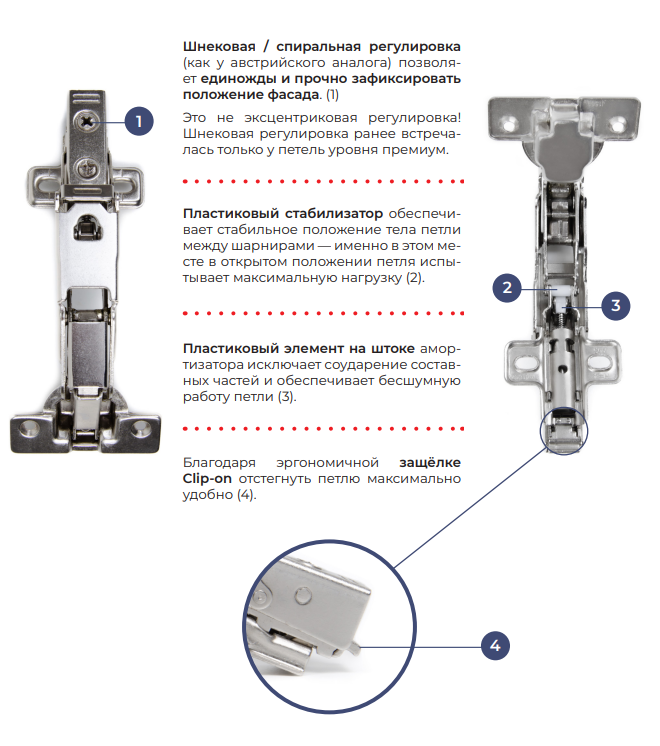 Шнековая / спиральная регулировка
(как у австрийского аналога) позволя-
ет единожды и прочно зафиксировать
положение фасада. (1)
Это не эксцентриковая регулировка!
Шнековая регулировка ранее встреча-
лась только у петель уровня премиум.
1
Пластиковый стабилизатор обеспечи-
вает стабильное положение тела петли
между шарнирами — именно в этом ме-
сте в открытом положении петля испы-
тывает максимальную нагрузку (2).
2
3
Пластиковый элемент на штоке амор-
тизатора исключает соударение состав-
ных частей и обеспечивает бесшумную
работу петли (3).
Благодаря эргономичной защёлке
Clip-on отстегнуть петлю максимально
удобно (4).
4